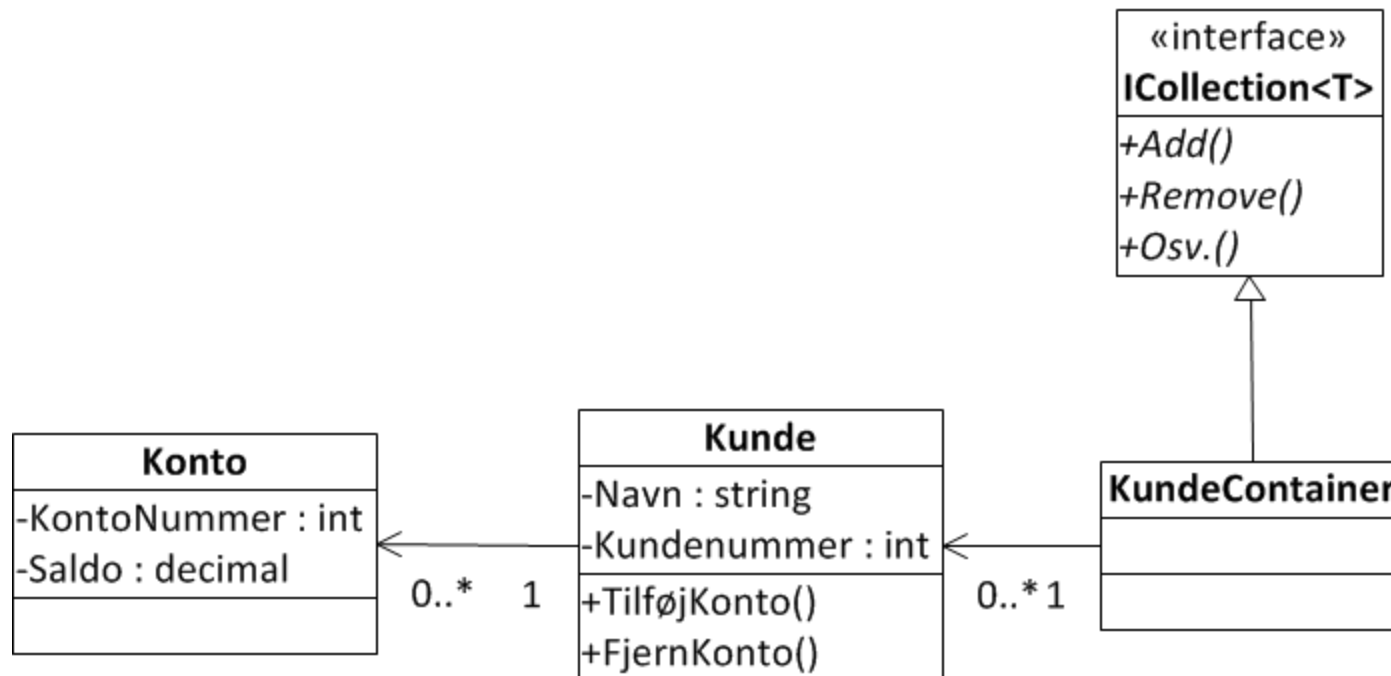 «interface»
ICollection<T>
+Add()
+Remove()
+Osv.()
Konto
-KontoNummer : int
-Saldo : decimal
0..* 1
Kunde
-Navn : string
-Kundenummer : int
+TilføjKonto()
+FjernKonto()
0..* 1
KundeContainer